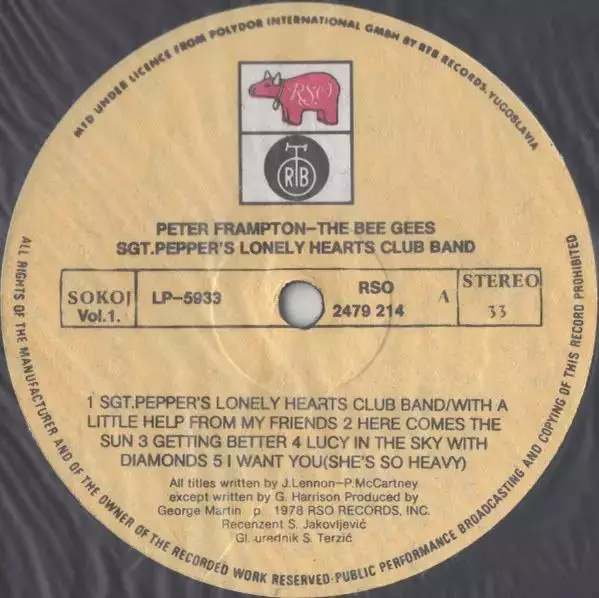 MFD UNDER LICENCE FROM POLYDOR INTERNATIONAL GMBH BY RTB RECORDS. YUGOSLAVIA
RSO
RTB
PETER FRAMPTON–THE BEE GEES
SGT.PEPPER'S LONELY HEARTS CLUB BAND
SOKOJ
Vol.1.
LP–5933
RSO
2479 214
A
STEREO
33
1 SGT.PEPPER'S LONELY HEARTS CLUB BAND/WITH A
LITTLE HELP FROM MY FRIENDS 2 HERE COMES THE
SUN 3 GETTING BETTER 4 LUCY IN THE SKY WITH
DIAMONDS 5 I WANT YOU(SHE'S SO HEAVY)
All titles written by J.Lennon–P.McCartney
except written by G. Harrison Produced by
George Martin p 1978 RSO RECORDS, INC.
Recenzent S. Jakovljević
Gl. urednik S. Terzić
ALL RIGHTS OF THE MANUFACTURER AND OF THE OWNER OF THE RECORDED WORK RESERVED·PUBLIC PERFORMANCE BROADCASTING AND COPYING OF THIS RECORD PROHIBITED